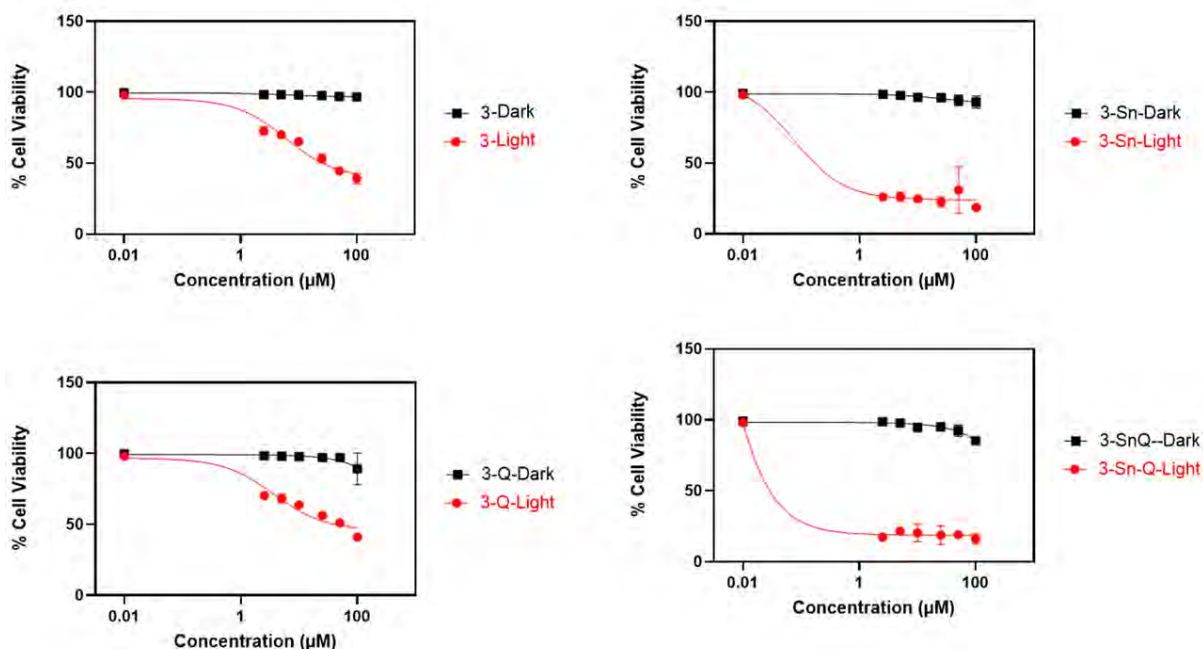 150
100
50
0
% Cell Viability
0.01
1
100
Concentration (µM)
3-Dark
3-Light
150
100
50
0
% Cell Viability
0.01
1
100
Concentration (µM)
3-Sn-Dark
3-Sn-Light
150
100
50
0
% Cell Viability
0.01
1
100
Concentration (µM)
3-Q-Dark
3-Q-Light
150
100
50
0
% Cell Viability
0.01
1
100
Concentration (µM)
3-SnQ--Dark
3-Sn-Q-Light